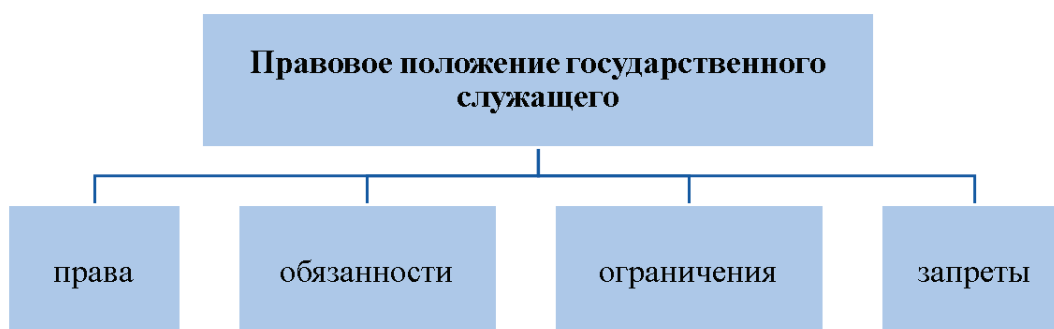 Правовое положение государственного
служащего
права
обязанности
ограничения
запреты